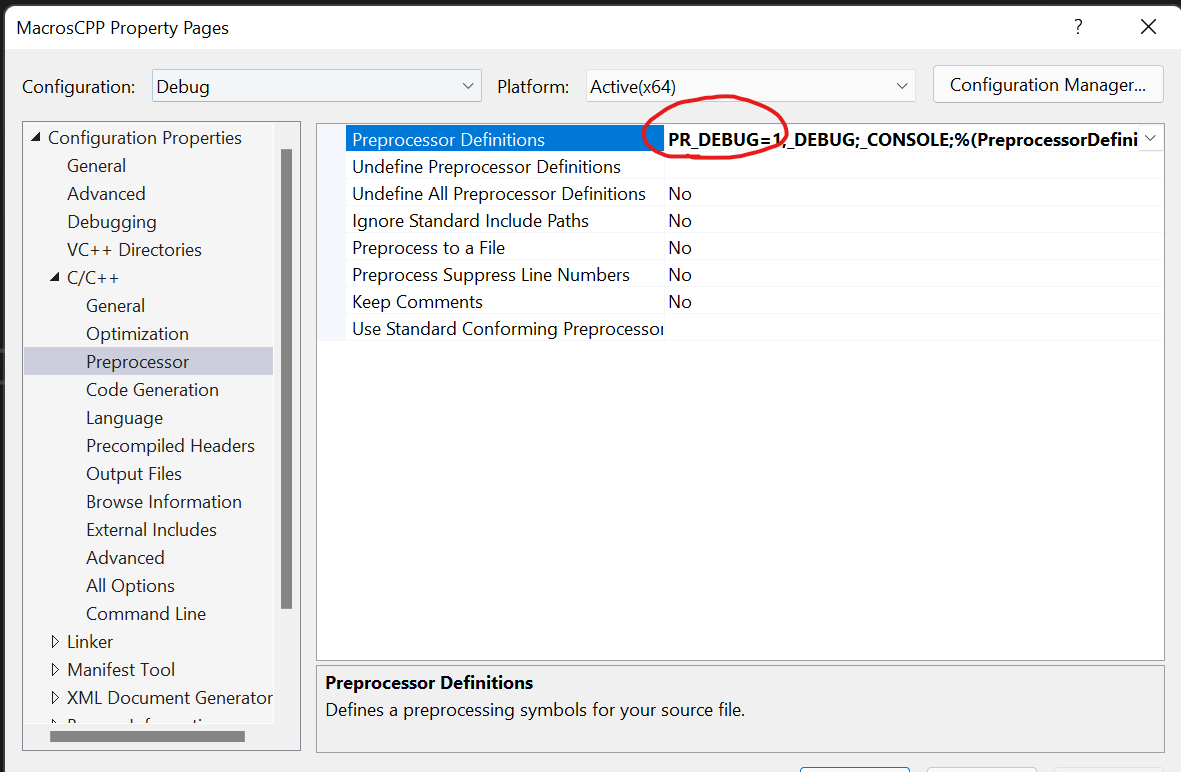 MacrosCPP Property Pages ? 
Configuration: Debug Platform: Active(x64) Configuration Manager...
Configuration Properties
General
Advanced
Debugging
VC++ Directories
C/C++
General
Optimization
Preprocessor
Code Generation
Language
Precompiled Headers
Output Files
Browse Information
External Includes
Advanced
All Options
Command Line
Linker
Manifest Tool
XML Document Generator
Preprocessor Definitions PR_DEBUG=1;_DEBUG;_CONSOLE;%(PreprocessorDefini
Undefine Preprocessor Definitions
Undefine All Preprocessor Definitions No
Ignore Standard Include Paths No
Preprocess to a File No
Preprocess Suppress Line Numbers No
Keep Comments No
Use Standard Conforming Preprocessor
Preprocessor Definitions
Defines a preprocessing symbols for your source file.